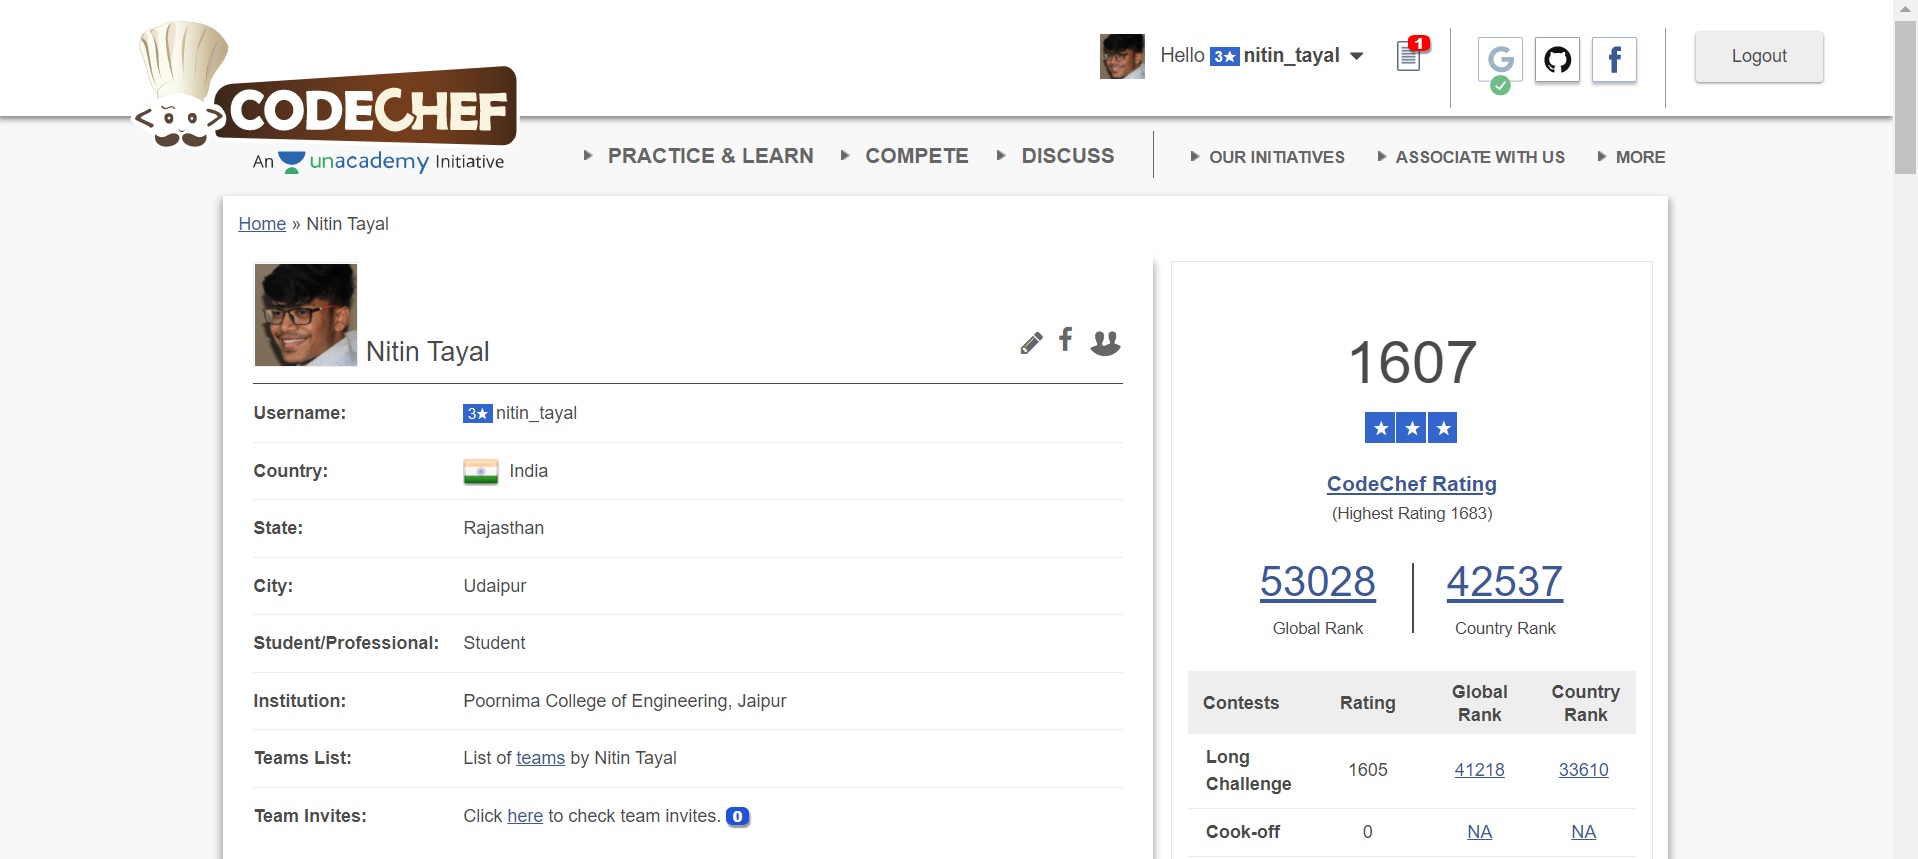 CODECHEF
An unacademy Initiative
Hello 3★ nitin_tayal
1
G
f
Logout
PRACTICE & LEARN
COMPETE
DISCUSS
OUR INITIATIVES
ASSOCIATE WITH US
MORE
Home » Nitin Tayal
Nitin Tayal
f
Username: 3★ nitin_tayal
Country: India
State: Rajasthan
City: Udaipur
Student/Professional: Student
Institution: Poornima College of Engineering, Jaipur
Teams List: List of teams by Nitin Tayal
Team Invites: Click here to check team invites. 0
1607
★ ★ ★
CodeChef Rating
(Highest Rating 1683)
53028 42537
Global Rank Country Rank
Contests Rating Global Rank Country Rank
Long Challenge 1605 41218 33610
Cook-off 0 NA NA